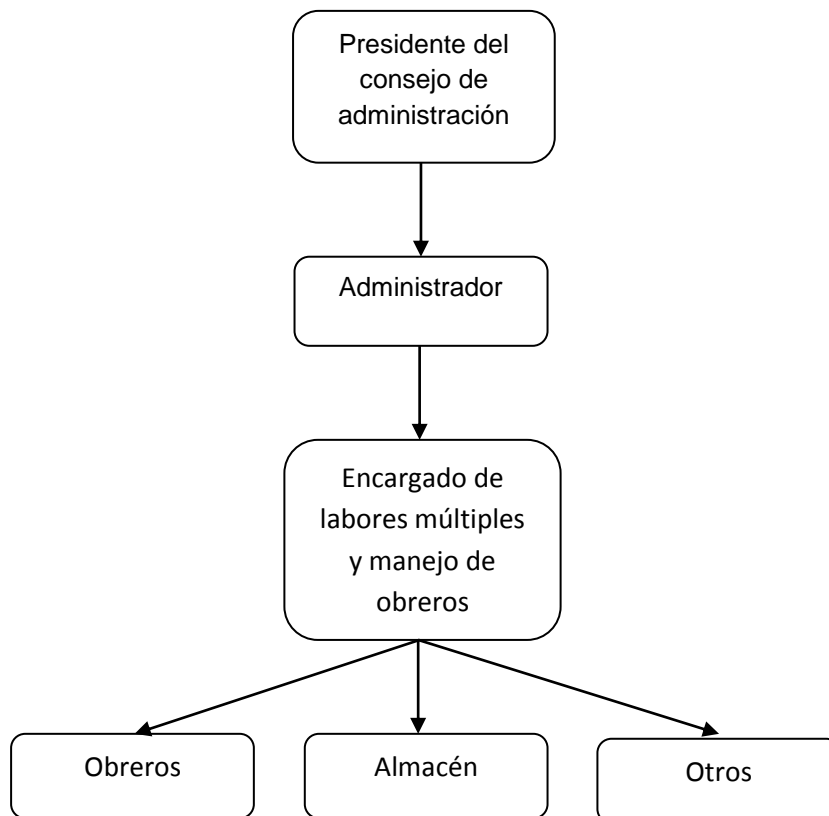 Presidente del
consejo de
administración
Administrador
Encargado de
labores múltiples
y manejo de
obreros
Obreros
Almacén
Otros